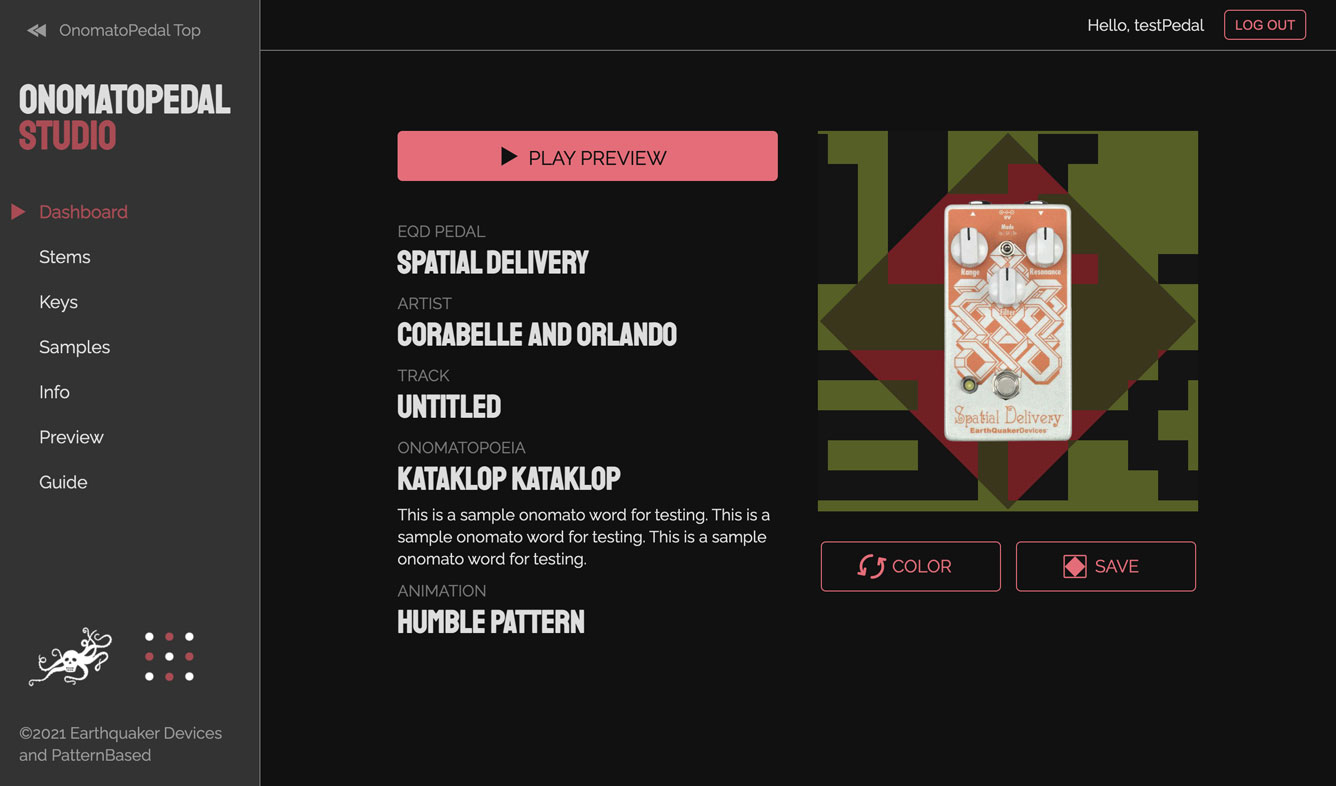 OnomatoPedal Top
ONOMATOPEDAL
STUDIO
Dashboard
Stems
Keys
Samples
Info
Preview
Guide
©2021 Earthquaker Devices
and PatternBased
Hello, testPedal
LOG OUT
PLAY PREVIEW
EQD PEDAL
SPATIAL DELIVERY
ARTIST
CORABELLE AND ORLANDO
TRACK
UNTITLED
ONOMATOPOEIA
KATAKLOP KATAKLOP
This is a sample onomato word for testing. This is a
sample onomato word for testing. This is a sample
onomato word for testing.
ANIMATION
HUMBLE PATTERN
9V
Mode
Range
Resonance
Filter
Spatial Delivery
EarthQuakerDevices
COLOR
SAVE